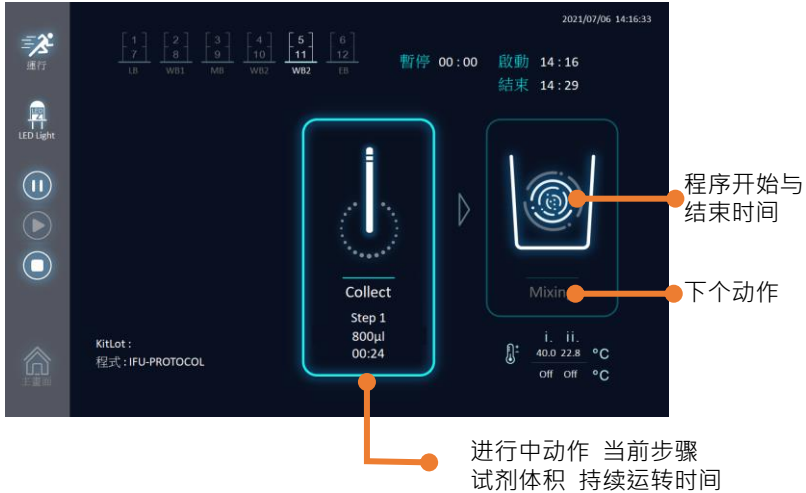 2021/07/06 14:16:33
1 2 3 4 5 6
7 8 9 10 11 12
LB WB1 MB WB2 WB2 EB
暫停 00:00 啟動 14:16
結束 14:29
運行
LED Light
Collect
Step 1
800µl
00:24
Mixin
KitLot :
程式 : IFU-PROTOCOL
i. ii.
40.0 22.8 °C
Off Off °C
主畫面
程序开始与
结束时间
下个动作
进行中动作 当前步骤
试剂体积 持续运转时间